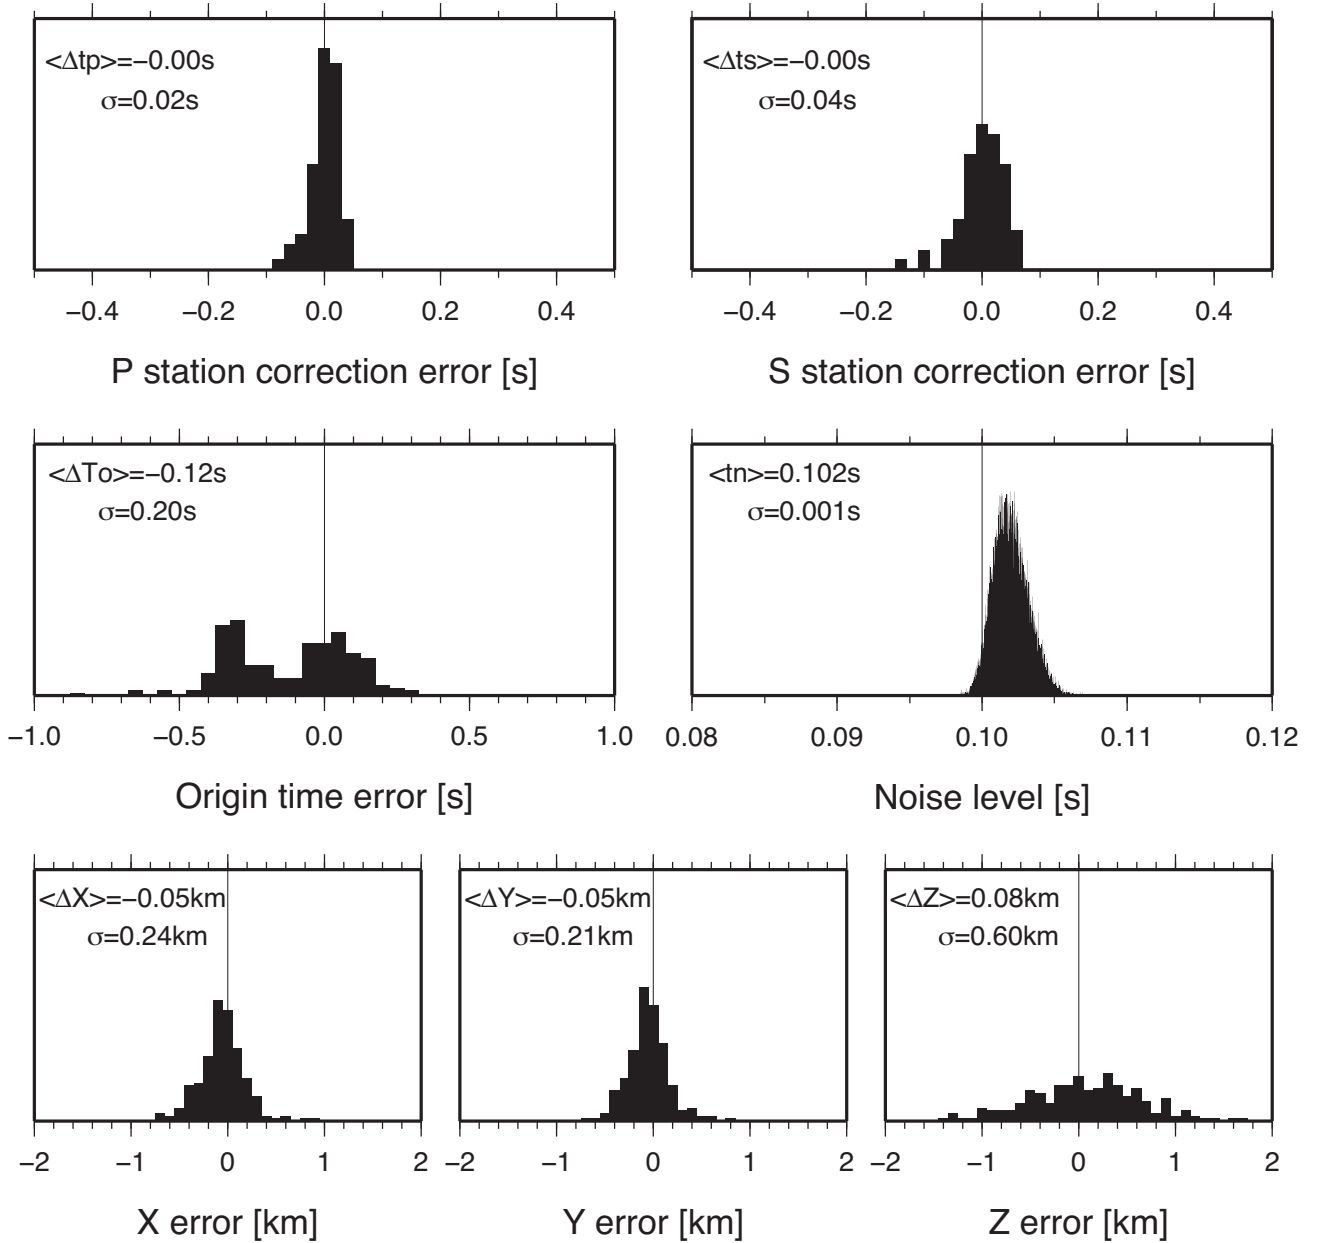 <Δtp>=−0.00s
σ=0.02s
<Δts>=−0.00s
σ=0.04s
−0.4 −0.2 0.0 0.2 0.4
−0.4 −0.2 0.0 0.2 0.4
P station correction error [s]
S station correction error [s]
<ΔTo>=−0.12s
σ=0.20s
<tn>=0.102s
σ=0.001s
−1.0 −0.5 0.0 0.5 1.0
0.08 0.09 0.10 0.11 0.12
Origin time error [s]
Noise level [s]
<ΔX>=−0.05km
σ=0.24km
<ΔY>=−0.05km
σ=0.21km
<ΔZ>=0.08km
σ=0.60km
−2 −1 0 1 2
−2 −1 0 1 2
−2 −1 0 1 2
X error [km]
Y error [km]
Z error [km]